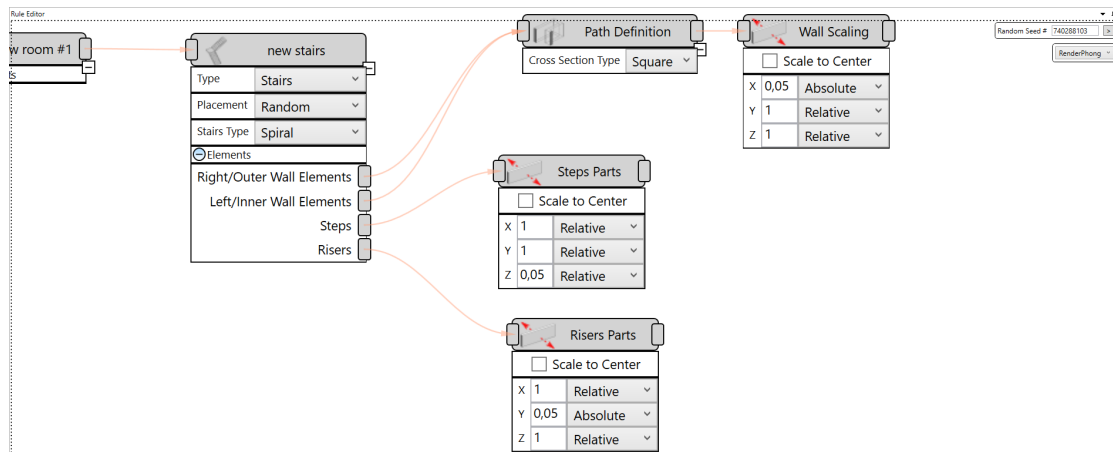 Rule Editor
w room #1
new stairs
Type Stairs
Placement Random
Stairs Type Spiral
Elements
Right/Outer Wall Elements
Left/Inner Wall Elements
Steps
Risers
Path Definition
Cross Section Type Square
Wall Scaling
Scale to Center
X 0,05 Absolute
Y 1 Relative
Z 1 Relative
Random Seed # 740288103 >
RenderPhong
Steps Parts
Scale to Center
X 1 Relative
Y 1 Relative
Z 0,05 Relative
Risers Parts
Scale to Center
X 1 Relative
Y 0,05 Absolute
Z 1 Relative